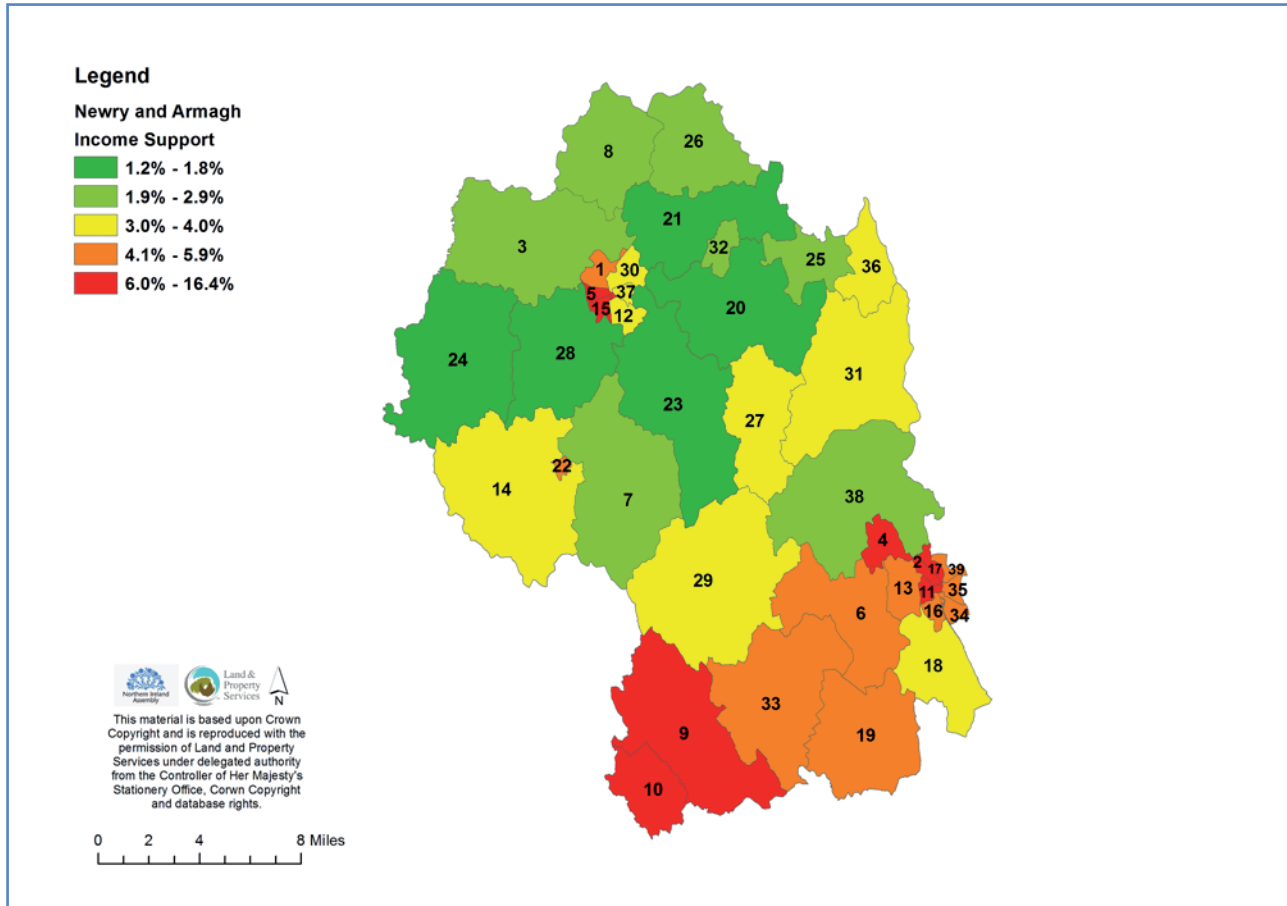 Legend
Newry and Armagh
Income Support
1.2% - 1.8%
1.9% - 2.9%
3.0% - 4.0%
4.1% - 5.9%
6.0% - 16.4%
8
26
21
3
32
25
36
1
30
5
37
15
12
20
24
28
31
23
27
22
14
7
38
4
2
17
39
13
11
35
16
34
29
6
18
33
9
19
10
Northern Ireland
Assembly
Land &
Property
Services
N
This material is based upon Crown
Copyright and is reproduced with the
permission of Land and Property
Services under delegated authority
from the Controller of Her Majesty's
Stationery Office, Corwn Copyright
and database rights.
0 2 4 8 Miles